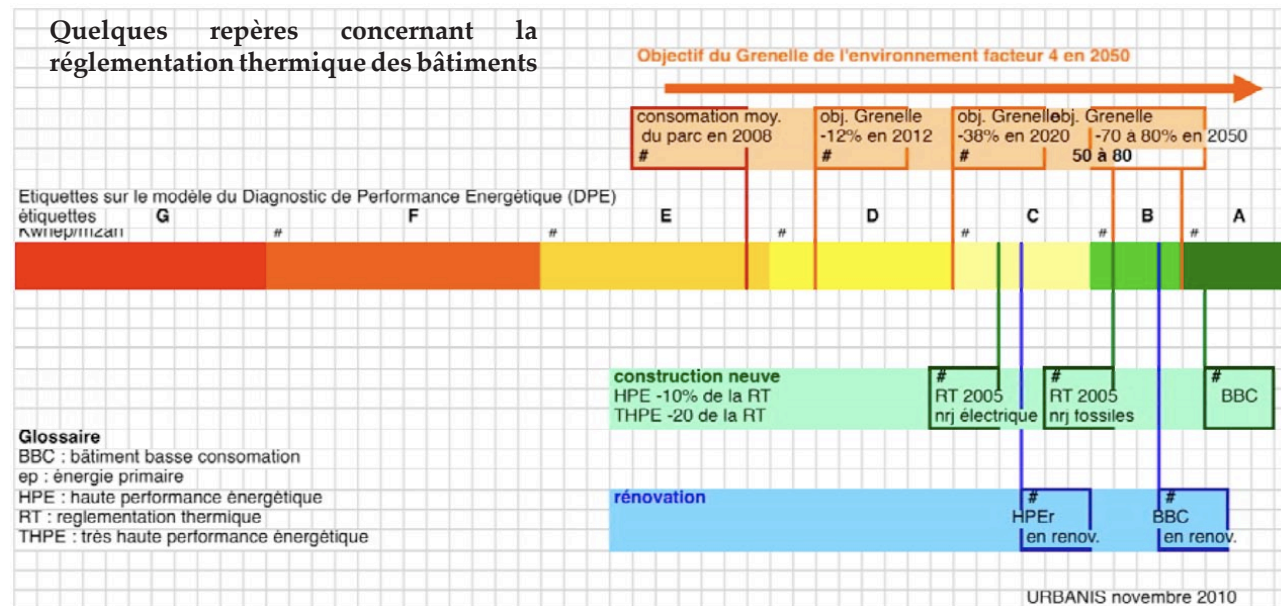 Quelques repères concernant la
réglementation thermique des bâtiments
Objectif du Grenelle de l'environnement facteur 4 en 2050
consomation moy.
du parc en 2008
#
obj. Grenelle
-12% en 2012
#
obj. Grenelle
-38% en 2020
#
obj. Grenelle
-70 à 80% en 2050
50 à 80
Etiquettes sur le modèle du Diagnostic de Performance Energétique (DPE)
étiquettes G F E D C B A
# # # # # #
construction neuve
HPE -10% de la RT
THPE -20 de la RT
#
RT 2005
nrj électrique
#
RT 2005
nrj fossiles
#
BBC
Glossaire
BBC : bâtiment basse consomation
ep : énergie primaire
HPE : haute performance énergétique
RT : reglementation thermique
THPE : très haute performance énergétique
rénovation
#
HPEr
en renov.
#
BBC
en renov.
URBANIS novembre 2010